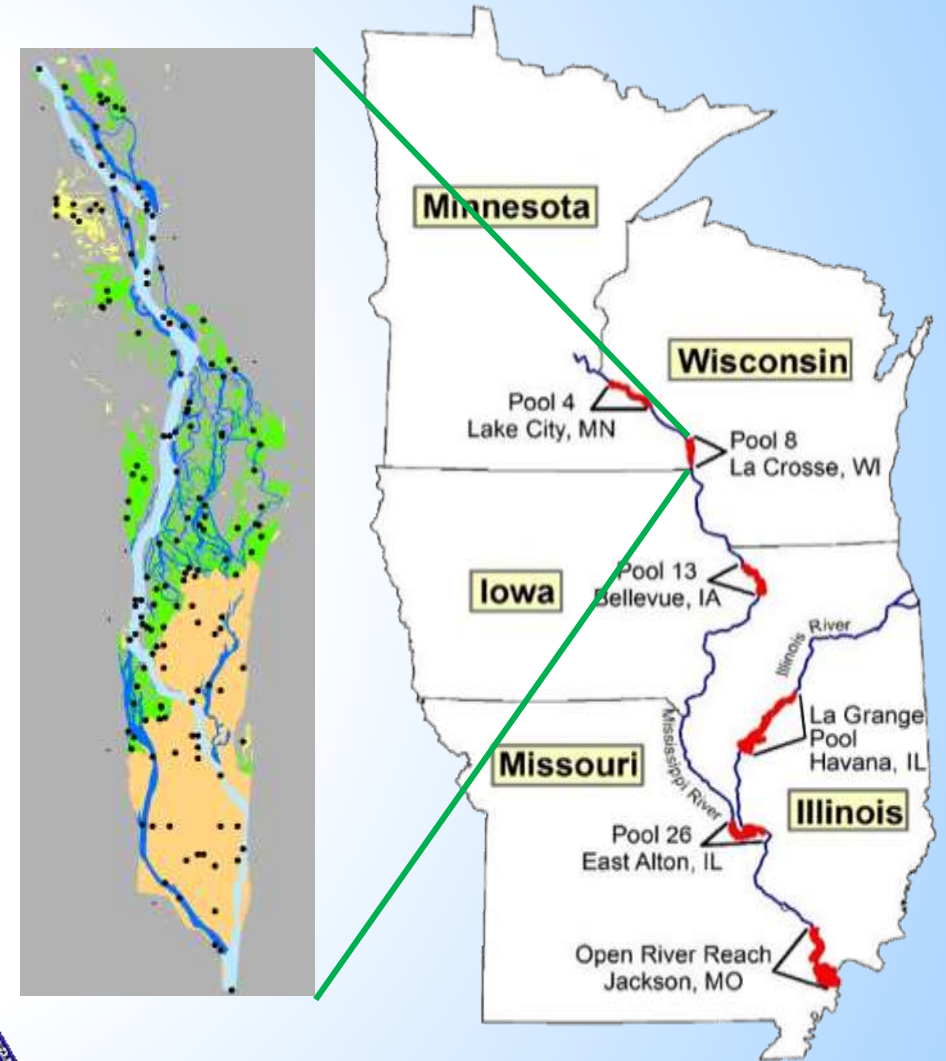 Minnesota
Wisconsin
Pool 4
Lake City, MN
Pool 8
La Crosse, WI
Iowa
Pool 13
Bellevue, IA
Illinois River
La Grange
Pool
Havana, IL
Mississippi River
Missouri
Illinois
Pool 26
East Alton, IL
Open River Reach
Jackson, MO